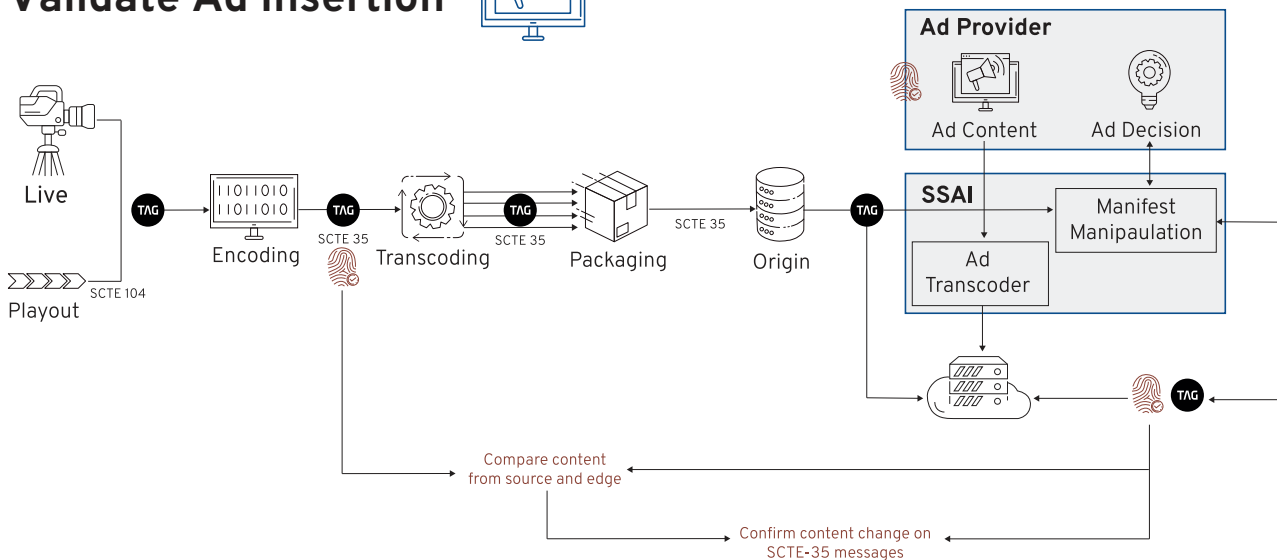 Validate Ad Insertion
Ad Provider
Ad Content
Ad Decision
Live
TAG
11011010
11011010
Encoding
TAG
SCTE 35
Transcoding
TAG
SCTE 35
Packaging
SCTE 35
Origin
TAG
SSAI
Manifest
Manipaulation
Ad
Transcoder
SCTE 104
Playout
TAG
Compare content
from source and edge
Confirm content change on
SCTE-35 messages